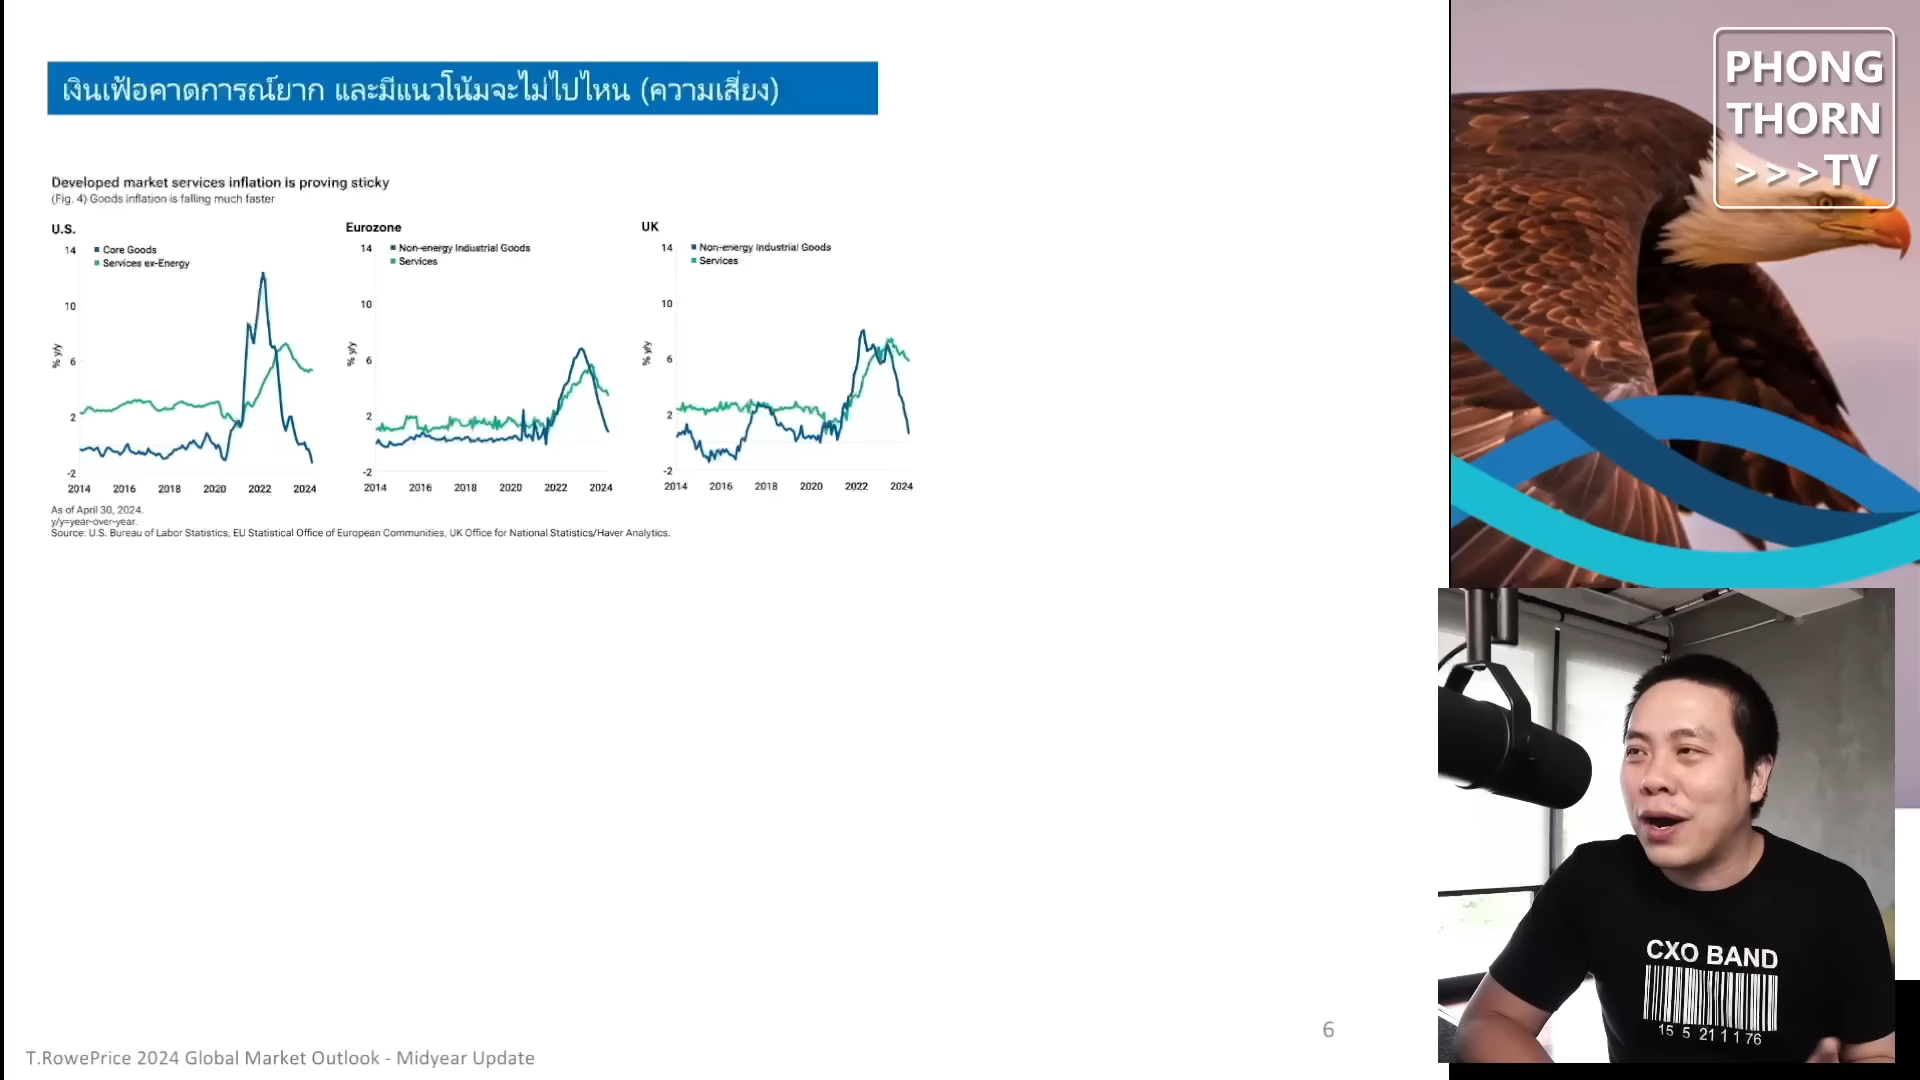 เงินเฟ้อคาดการณ์ยาก และมีแนวโน้มจะไม่ไปไหน (ความเสี่ยง)
Developed market services inflation is proving sticky
(Fig. 4) Goods inflation is falling much faster
U.S.
Core Goods
Services ex-Energy
14
10
6
2
-2
% y/y
2014 2016 2018 2020 2022 2024
Eurozone
Non-energy Industrial Goods
Services
14
10
6
2
-2
% y/y
2014 2016 2018 2020 2022 2024
UK
Non-energy Industrial Goods
Services
14
10
6
2
-2
% y/y
2014 2016 2018 2020 2022 2024
As of April 30, 2024.
y/y=year-over-year.
Source: U.S. Bureau of Labor Statistics, EU Statistical Office of European Communities, UK Office for National Statistics/Haver Analytics.
6
T.RowePrice 2024 Global Market Outlook - Midyear Update
PHONG
THORN
>>>TV
CXO BAND
15 5 21 1 1 76